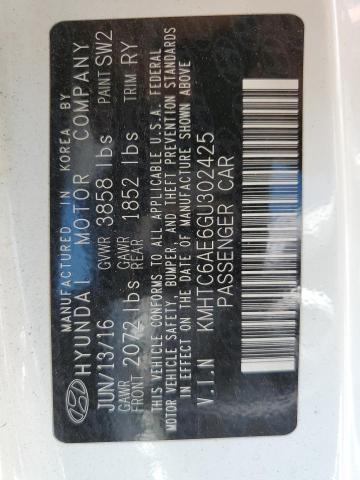 MANUFACTURED IN KOREA BY
HYUNDAI MOTOR COMPANY
JUN/13/16 GVWR 3858 lbs PAINT SW2
GAWR FRONT 2072 lbs GAWR REAR 1852 lbs TRIM RY
THIS VEHICLE CONFORMS TO ALL APPLICABLE U.S.A. FEDERAL
MOTOR VEHICLE SAFETY, BUMPER, AND THEFT PREVENTION STANDARDS
IN EFFECT ON THE DATE OF MANUFACTURE SHOWN ABOVE
V.I.N KMHTC6AE6GU302425
PASSENGER CAR